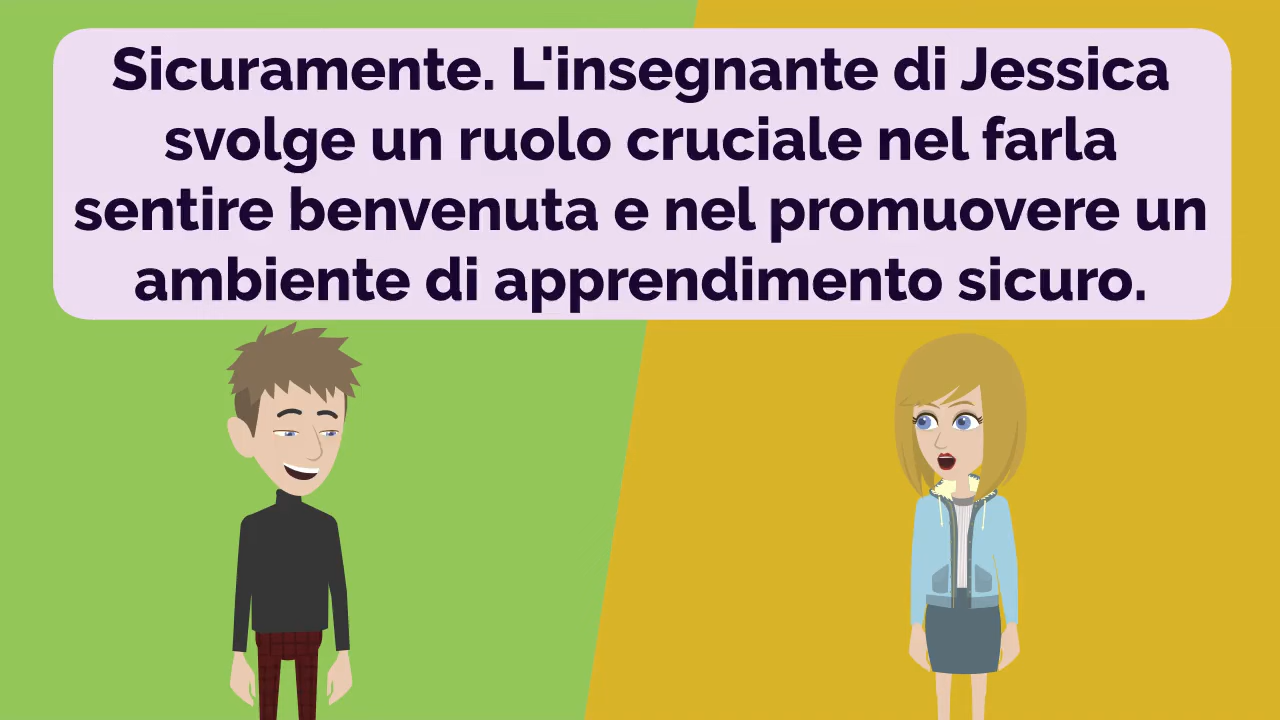 Sicuramente. L'insegnante di Jessica
svolge un ruolo cruciale nel farla
sentire benvenuta e nel promuovere un
ambiente di apprendimento sicuro.